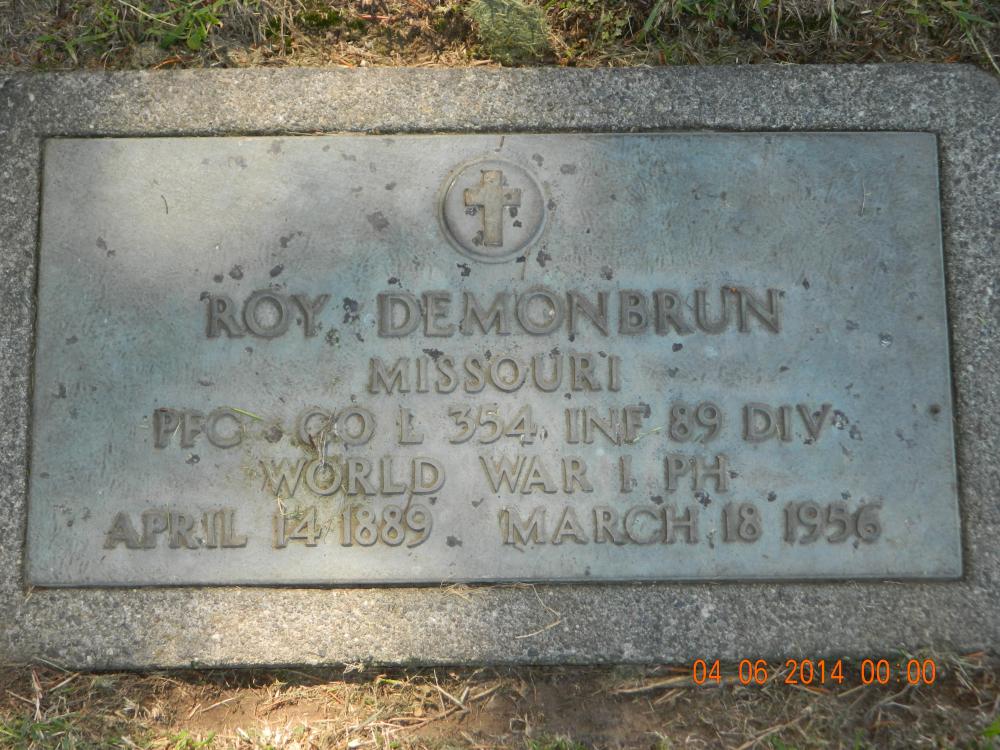 ROY DEMONBRUN
MISSOURI
PFC CO L 354 INF 89 DIV
WORLD WAR I PH
APRIL 14 1889 MARCH 18 1956
04 06 2014 00:00